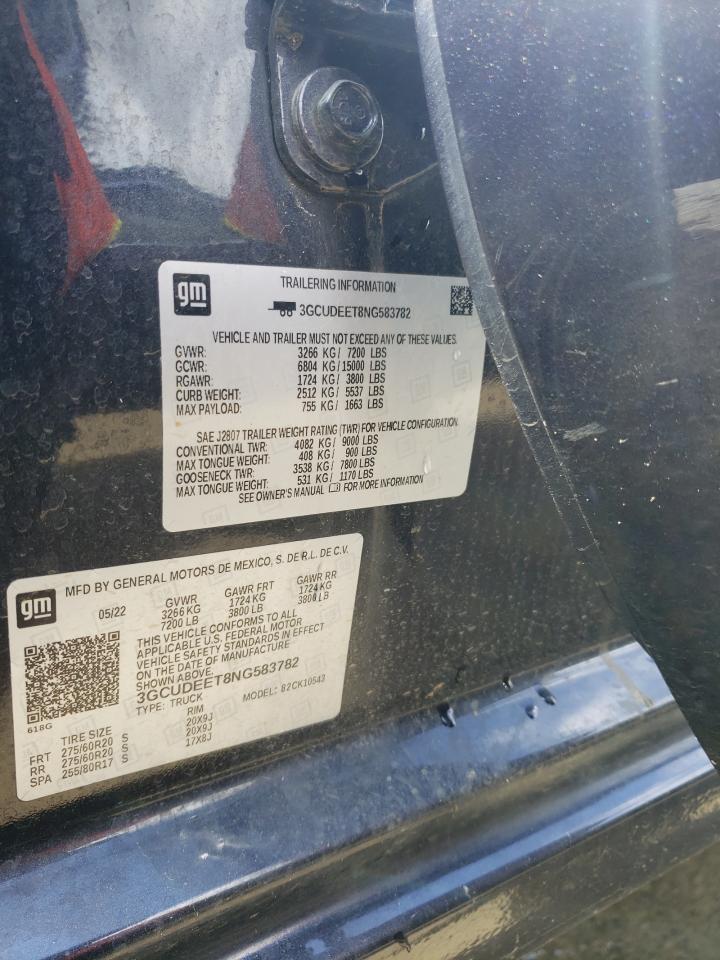 gm
TRAILERING INFORMATION
3GCUDEET8NG583782
VEHICLE AND TRAILER MUST NOT EXCEED ANY OF THESE VALUES.
GVWR: 3266 KG / 7200 LBS
GCWR: 6804 KG / 15000 LBS
RGAWR: 1724 KG / 3800 LBS
CURB WEIGHT: 2512 KG / 5537 LBS
MAX PAYLOAD: 755 KG / 1663 LBS
SAE J2807 TRAILER WEIGHT RATING (TWR) FOR VEHICLE CONFIGURATION.
CONVENTIONAL TWR: 4082 KG / 9000 LBS
MAX TONGUE WEIGHT: 408 KG / 900 LBS
GOOSENECK TWR: 3538 KG / 7800 LBS
MAX TONGUE WEIGHT: 531 KG / 1170 LBS
SEE OWNER'S MANUAL FOR MORE INFORMATION
gm
MFD BY GENERAL MOTORS DE MEXICO, S. DE R.L. DE C.V.
05/22 GVWR GAWR FRT GAWR RR
3266 KG 1724 KG 1724 KG
7200 LB 3800 LB 3800 LB
THIS VEHICLE CONFORMS TO ALL
APPLICABLE U.S. FEDERAL MOTOR
VEHICLE SAFETY STANDARDS IN EFFECT
ON THE DATE OF MANUFACTURE
SHOWN ABOVE.
3GCUDEET8NG583782
TYPE: TRUCK MODEL: 82CK10543
618G
TIRE SIZE RIM
FRT 275/60R20 S 20X9J
RR 275/60R20 S 20X9J
SPA 255/80R17 S 17X8J